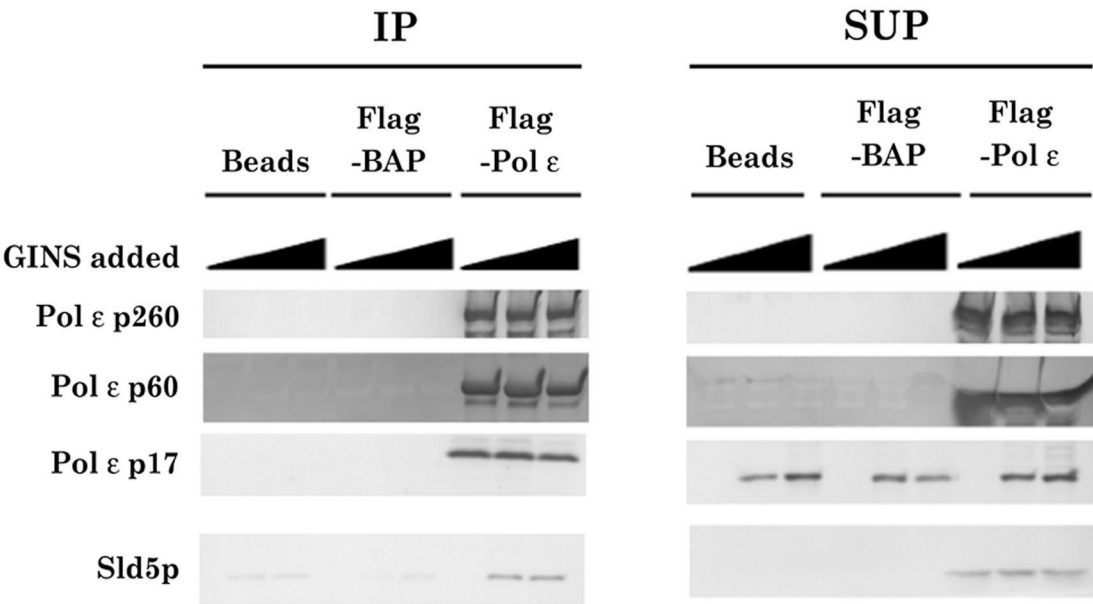 IP
SUP
Beads
Flag
-BAP
Flag
-Pol ε
Beads
Flag
-BAP
Flag
-Pol ε
GINS added
Pol ε p260
Pol ε p60
Pol ε p17
Sld5p